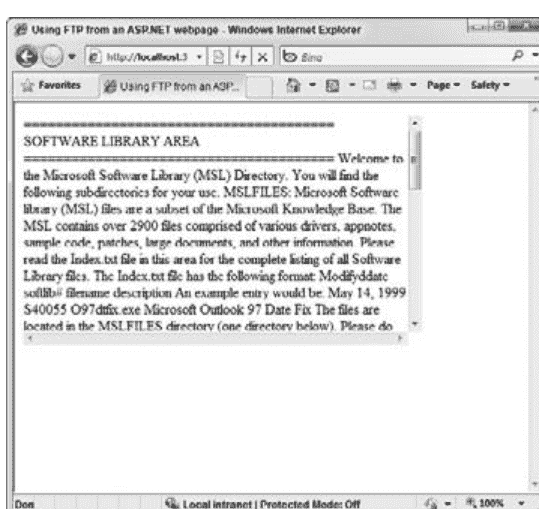 Using FTP from an ASP.NET webpage - Windows Internet Explorer
http://localhost:3
Bing
Favorites
Using FTP from an ASP...
Page
Safety
====================================
SOFTWARE LIBRARY AREA
==================================== Welcome to
the Microsoft Software Library (MSL) Directory. You will find the
following subdirectories for your use. MSLFILES: Microsoft Software
library (MSL) files are a subset of the Microsoft Knowledge Base. The
MSL contains over 2900 files comprised of various drivers, appnotes,
sample code, patches, large documents, and other information. Please
read the Index.txt file in this area for the complete listing of all Software
Library files. The Index.txt file has the following format: Modifyddate
softlib# filename description An example entry would be: May 14, 1999
S40055 O97dtfix.exe Microsoft Outlook 97 Date Fix The files are
located in the MSLFILES directory (one directory below). Please do
Don
Local intranet | Protected Mode: Off
100%